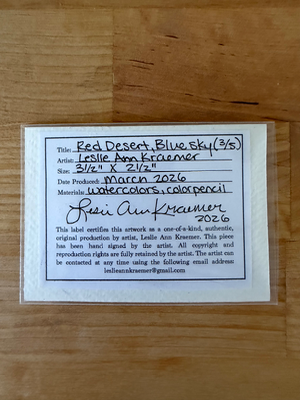 Title: Red Desert, Blue sky (3/5)
Artist: Leslie Ann Kraemer
Size: 3 1/2" X 2 1/2"
Date Produced: March 2026
Materials: watercolors, colorpencil
Leslie Ann Kraemer
2026
This label certifies this artwork as a one-of-a-kind, authentic,
original production by artist, Leslie Ann Kraemer. This piece
has been hand signed by the artist. All copyright and
reproduction rights are fully retained by the artist. The artist
can be contacted at any time using the following email address:
leslieannkraemer@gmail.com